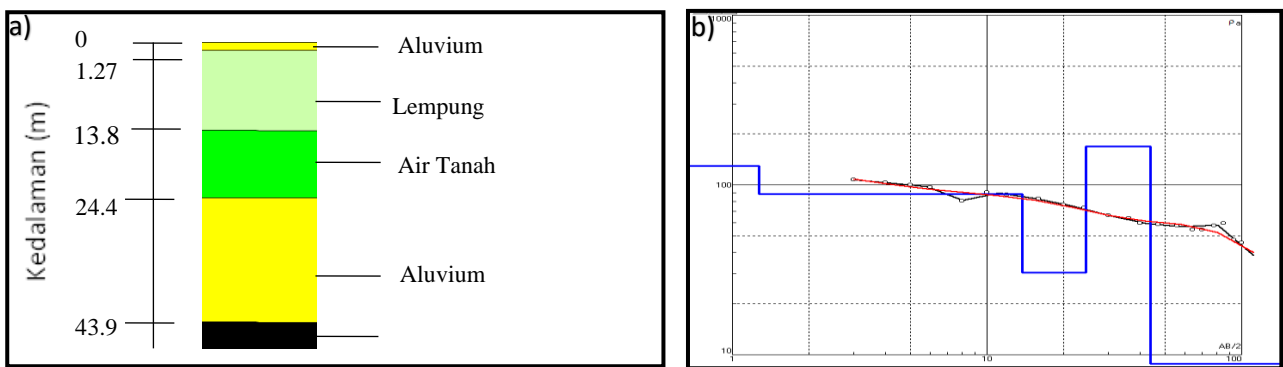 a)
Kedalaman (m)
0
Aluvium
1.27
Lempung
13.8
Air Tanah
24.4
Aluvium
43.9
b)
1000
Pa
100
10
1
10
AB/2
100